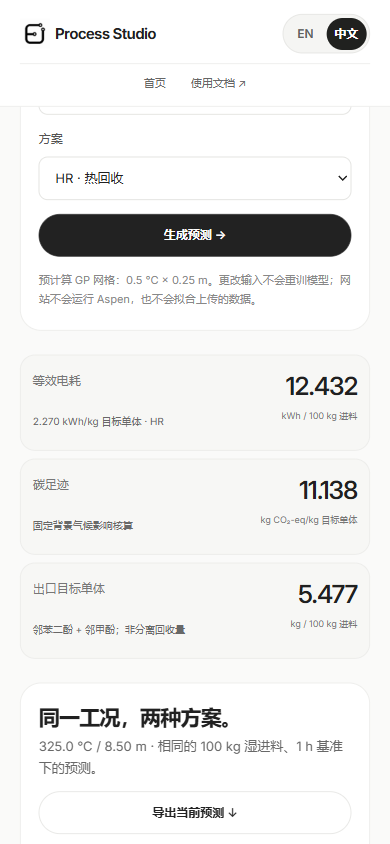 Process Studio
EN 中文
首页 使用文档 ↗
方案
HR · 热回收
生成预测 →
预计算 GP 网格：0.5 °C × 0.25 m。更改输入不会重训模型；网
站不会运行 Aspen，也不会拟合上传的数据。
等效电耗
12.432
2.270 kWh/kg 目标单体 · HR
kWh / 100 kg 进料
碳足迹
11.138
固定背景气候影响核算
kg CO₂-eq/kg 目标单体
出口目标单体
5.477
邻苯二酚 + 邻甲酚；非分离回收量
kg / 100 kg 进料
同一工况，两种方案。
325.0 °C / 8.50 m · 相同的 100 kg 湿进料、1 h 基准
下的预测。
导出当前预测 ↓